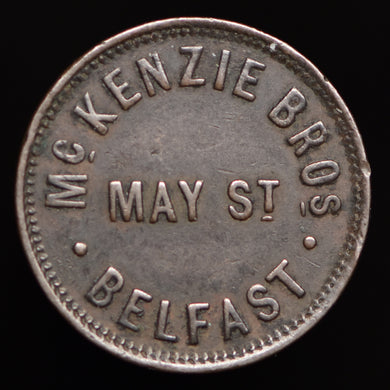 Mc KENZIE BROS
MAY ST
· BELFAST ·